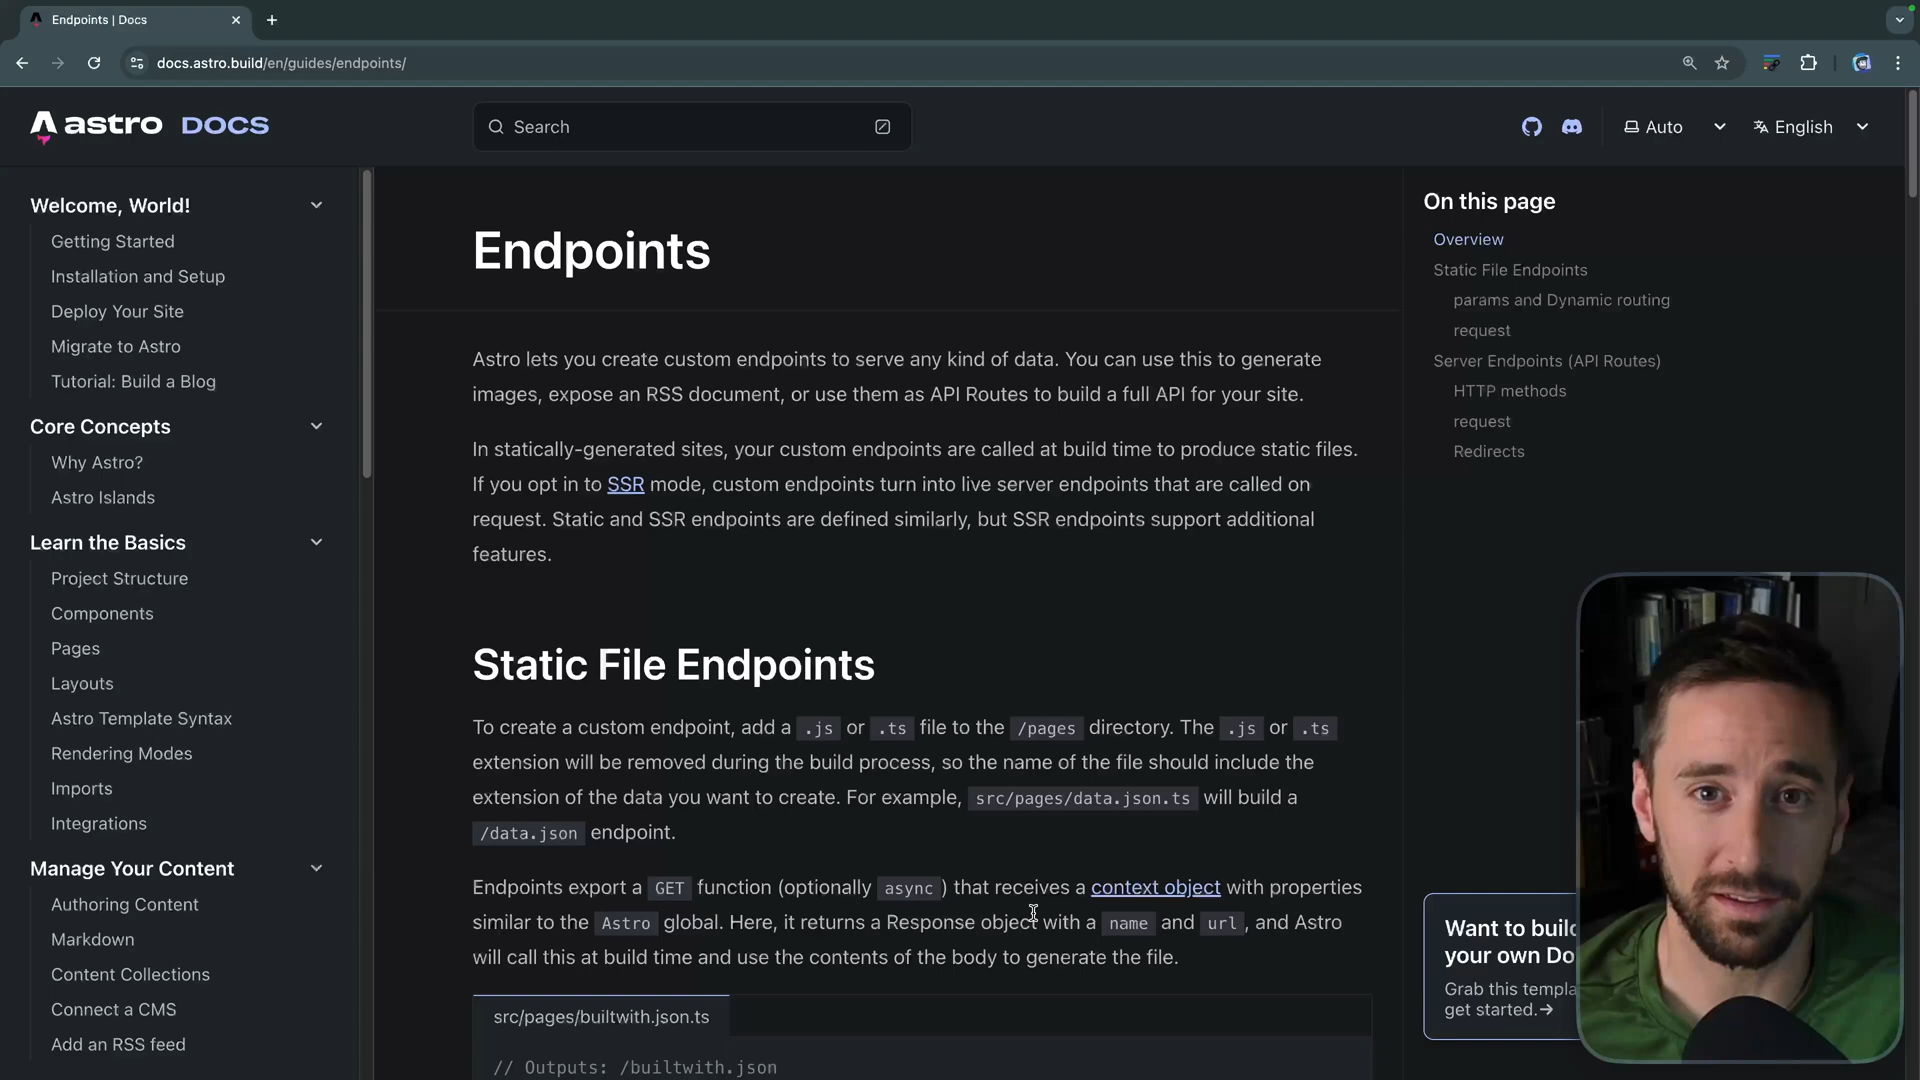 Endpoints | Docs
docs.astro.build/en/guides/endpoints/
astro DOCS
Search
Auto
English
Welcome, World!
Getting Started
Installation and Setup
Deploy Your Site
Migrate to Astro
Tutorial: Build a Blog
Core Concepts
Why Astro?
Astro Islands
Learn the Basics
Project Structure
Components
Pages
Layouts
Astro Template Syntax
Rendering Modes
Imports
Integrations
Manage Your Content
Authoring Content
Markdown
Content Collections
Connect a CMS
Add an RSS feed
Endpoints
Astro lets you create custom endpoints to serve any kind of data. You can use this to generate
images, expose an RSS document, or use them as API Routes to build a full API for your site.
In statically-generated sites, your custom endpoints are called at build time to produce static files.
If you opt in to SSR mode, custom endpoints turn into live server endpoints that are called on
request. Static and SSR endpoints are defined similarly, but SSR endpoints support additional
features.
Static File Endpoints
To create a custom endpoint, add a .js or .ts file to the /pages directory. The .js or .ts
extension will be removed during the build process, so the name of the file should include the
extension of the data you want to create. For example, src/pages/data.json.ts will build a
/data.json endpoint.
Endpoints export a GET function (optionally async) that receives a context object with properties
similar to the Astro global. Here, it returns a Response object with a name and url, and Astro
will call this at build time and use the contents of the body to generate the file.
src/pages/builtwith.json.ts
// Outputs: /builtwith.json
On this page
Overview
Static File Endpoints
params and Dynamic routing
request
Server Endpoints (API Routes)
HTTP methods
request
Redirects
Want to build
your own Do
Grab this templa
get started.→